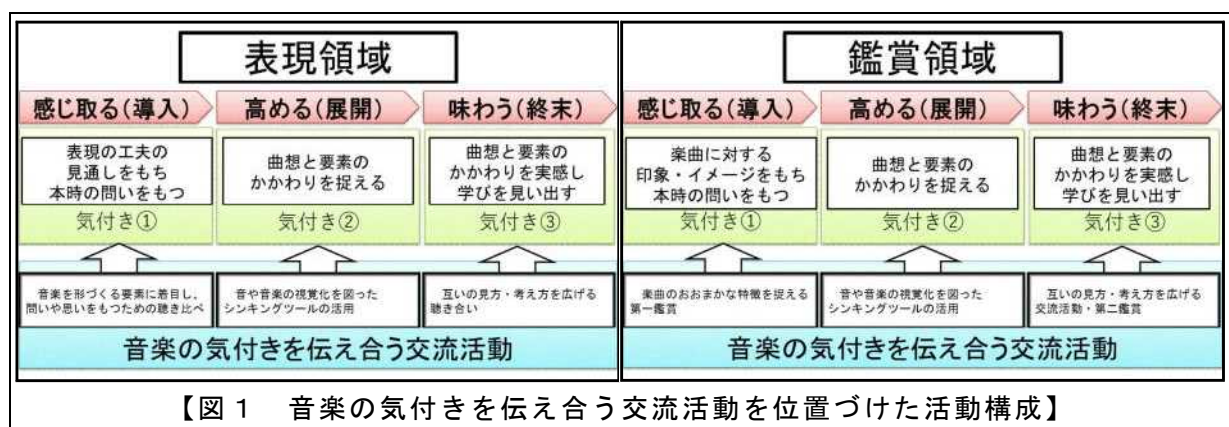 表現領域
感じ取る(導入)
高める(展開)
味わう(終末)
表現の工夫の
見通しをもち
本時の問いをもつ
気付き①
曲想と要素の
かかわりを捉える
気付き②
曲想と要素の
かかわりを実感し
学びを見い出す
気付き③
音楽を形づくる要素に着目し、
問いや思いをもつための聴き比べ
音や音楽の視覚化を図った
シンキングツールの活用
互いの見方・考え方を広げる
聴き合い
音楽の気付きを伝え合う交流活動
鑑賞領域
感じ取る(導入)
高める(展開)
味わう(終末)
楽曲に対する
印象・イメージをもち
本時の問いをもつ
気付き①
曲想と要素の
かかわりを捉える
気付き②
曲想と要素の
かかわりを実感し
学びを見い出す
気付き③
楽曲のおおまかな特徴を捉える
第一鑑賞
音や音楽の視覚化を図った
シンキングツールの活用
互いの見方・考え方を広げる
交流活動・第二鑑賞
音楽の気付きを伝え合う交流活動
【図1 音楽の気付きを伝え合う交流活動を位置づけた活動構成】